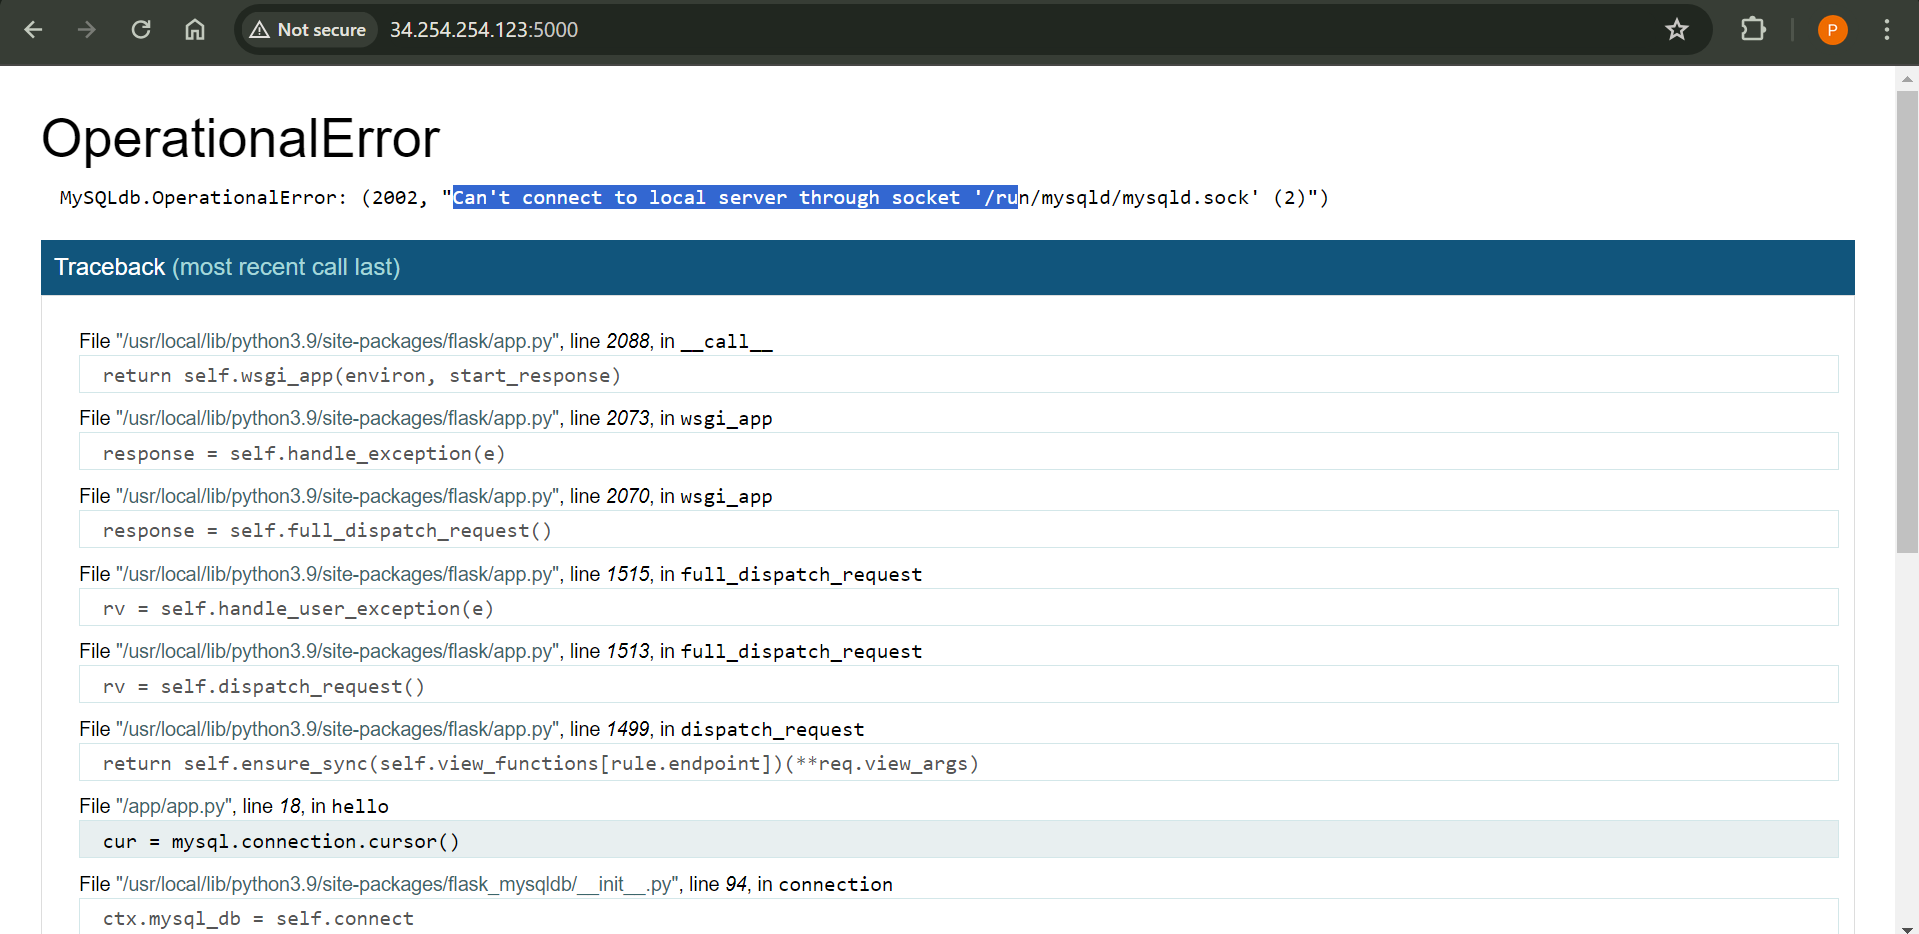 Not secure 34.254.254.123:5000
P
OperationalError
MySQLdb.OperationalError: (2002, "Can't connect to local server through socket '/run/mysqld/mysqld.sock' (2)")
Traceback (most recent call last)
File "/usr/local/lib/python3.9/site-packages/flask/app.py", line 2088, in __call__
return self.wsgi_app(environ, start_response)
File "/usr/local/lib/python3.9/site-packages/flask/app.py", line 2073, in wsgi_app
response = self.handle_exception(e)
File "/usr/local/lib/python3.9/site-packages/flask/app.py", line 2070, in wsgi_app
response = self.full_dispatch_request()
File "/usr/local/lib/python3.9/site-packages/flask/app.py", line 1515, in full_dispatch_request
rv = self.handle_user_exception(e)
File "/usr/local/lib/python3.9/site-packages/flask/app.py", line 1513, in full_dispatch_request
rv = self.dispatch_request()
File "/usr/local/lib/python3.9/site-packages/flask/app.py", line 1499, in dispatch_request
return self.ensure_sync(self.view_functions[rule.endpoint])(**req.view_args)
File "/app/app.py", line 18, in hello
cur = mysql.connection.cursor()
File "/usr/local/lib/python3.9/site-packages/flask_mysqldb/__init__.py", line 94, in connection
ctx.mysql_db = self.connect